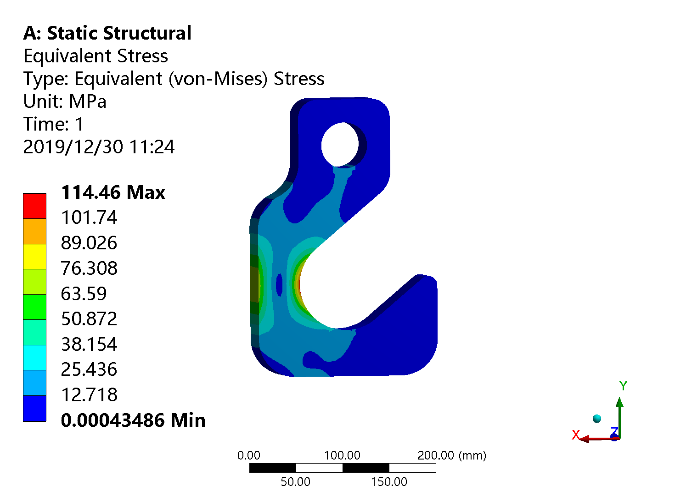 A: Static Structural
Equivalent Stress
Type: Equivalent (von-Mises) Stress
Unit: MPa
Time: 1
2019/12/30 11:24
114.46 Max
101.74
89.026
76.308
63.59
50.872
38.154
25.436
12.718
0.00043486 Min
Y
X
Z
0.00 100.00 200.00 (mm)
50.00 150.00